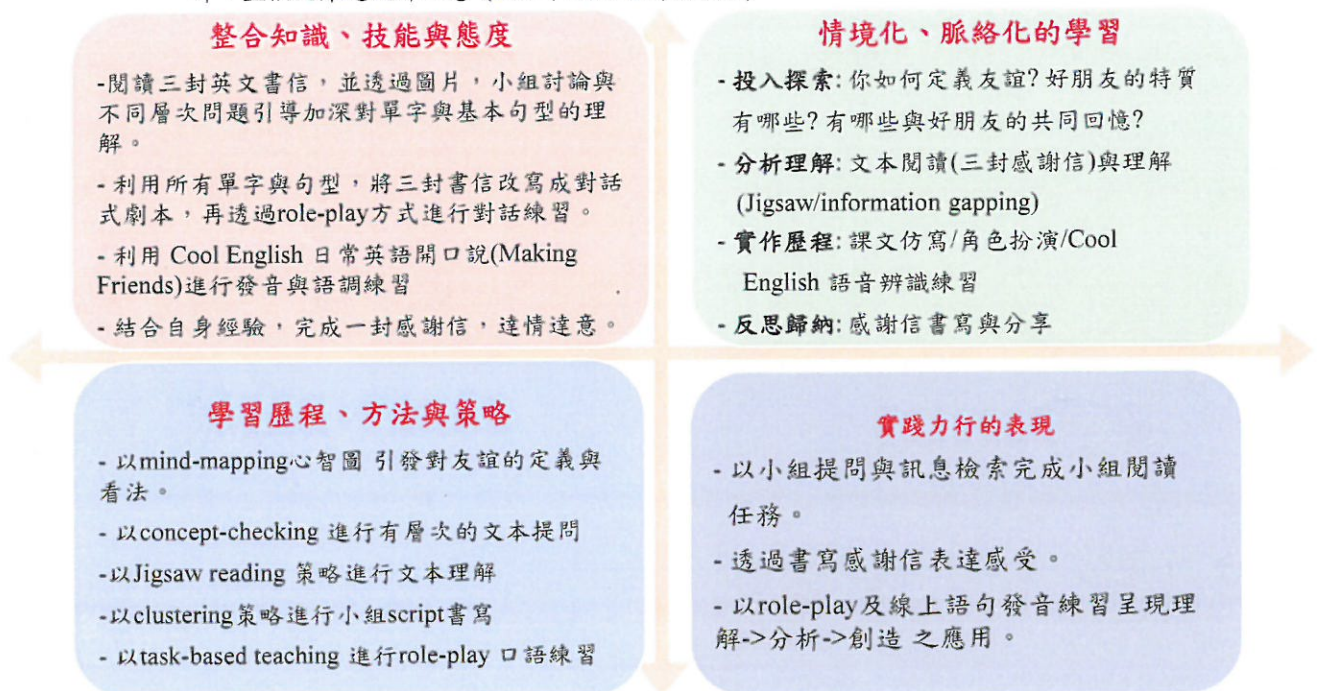 整合知識、技能與態度
-閱讀三封英文書信，並透過圖片，小組討論與
不同層次問題引導加深對單字與基本句型的理
解。
- 利用所有單字與句型，將三封書信改寫成對話
式劇本，再透過role-play方式進行對話練習。
- 利用 Cool English 日常英語開口說(Making
Friends)進行發音與語調練習
- 結合自身經驗，完成一封感謝信，達情達意。
情境化、脈絡化的學習
- 投入探索: 你如何定義友誼? 好朋友的特質
有哪些? 有哪些與好朋友的共同回憶?
- 分析理解: 文本閱讀(三封感謝信)與理解
(Jigsaw/information gapping)
- 實作歷程: 課文仿寫/角色扮演/Cool
English 語音辨識練習
- 反思歸納: 感謝信書寫與分享
學習歷程、方法與策略
- 以mind-mapping心智圖 引發對友誼的定義與
看法。
- 以concept-checking 進行有層次的文本提問
-以Jigsaw reading 策略進行文本理解
-以clustering策略進行小組script書寫
- 以task-based teaching 進行role-play 口語練習
實踐力行的表現
- 以小組提問與訊息檢索完成小組閱讀
任務。
- 透過書寫感謝信表達感受。
- 以role-play及線上語句發音練習呈現理
解->分析->創造 之應用。